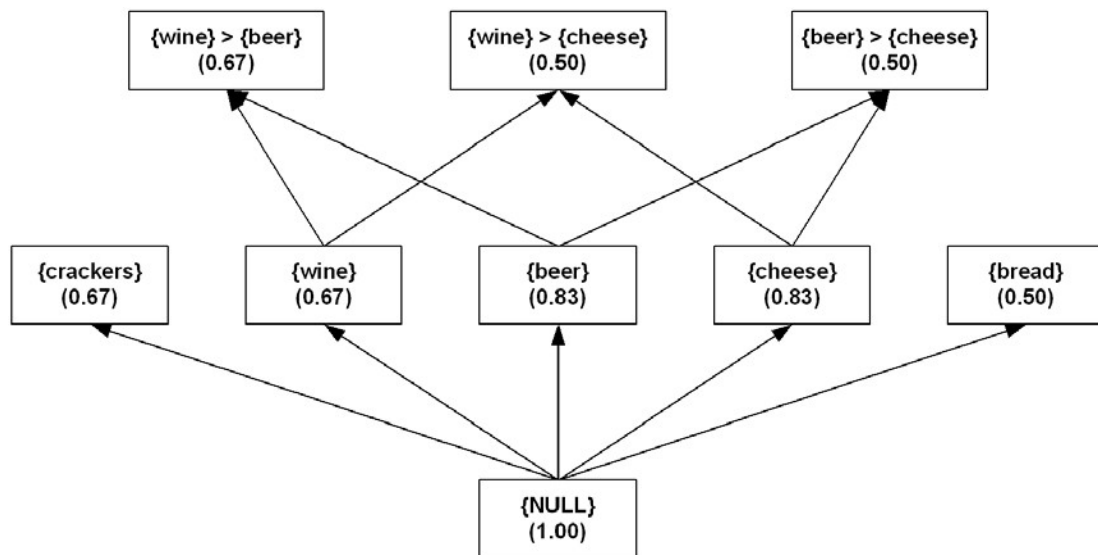 {wine} > {beer}
(0.67)
{wine} > {cheese}
(0.50)
{beer} > {cheese}
(0.50)
{crackers}
(0.67)
{wine}
(0.67)
{beer}
(0.83)
{cheese}
(0.83)
{bread}
(0.50)
{NULL}
(1.00)